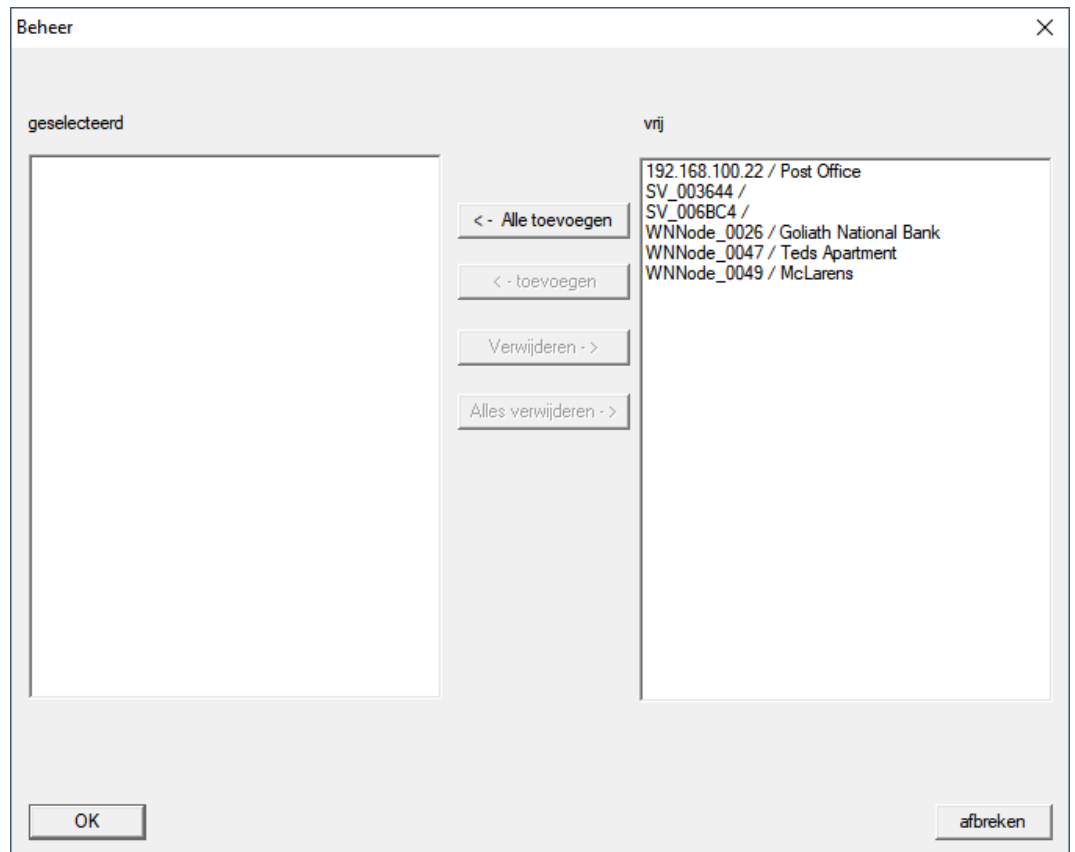 Beheer
geselecteerd
vrij
192.168.100.22 / Post Office
SV_003644 /
SV_006BC4 /
WNNode_0026 / Goliath National Bank
WNNode_0047 / Teds Apartment
WNNode_0049 / McLarens
< - Alle toevoegen
< - toevoegen
Verwijderen - >
Alles verwijderen - >
OK
afbreken